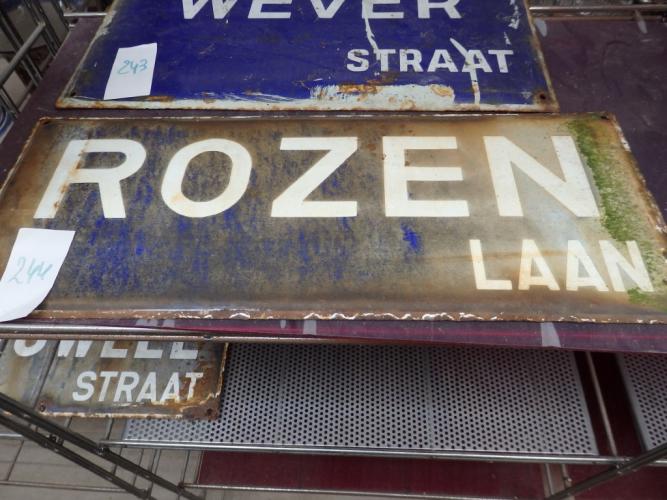 WEVER
STRAAT
243
ROZEN
LAAN
244
STRAAT